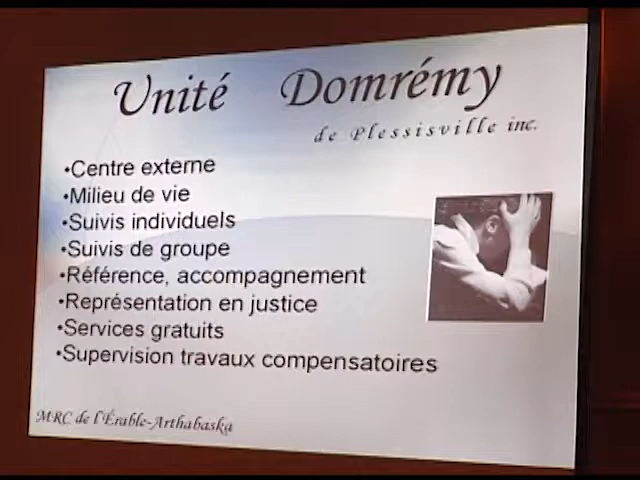 Unité Domrémy
de Plessisville inc.
•Centre externe
•Milieu de vie
•Suivis individuels
•Suivis de groupe
•Référence, accompagnement
•Représentation en justice
•Services gratuits
•Supervision travaux compensatoires
MRC de l'Érable-Arthabaska